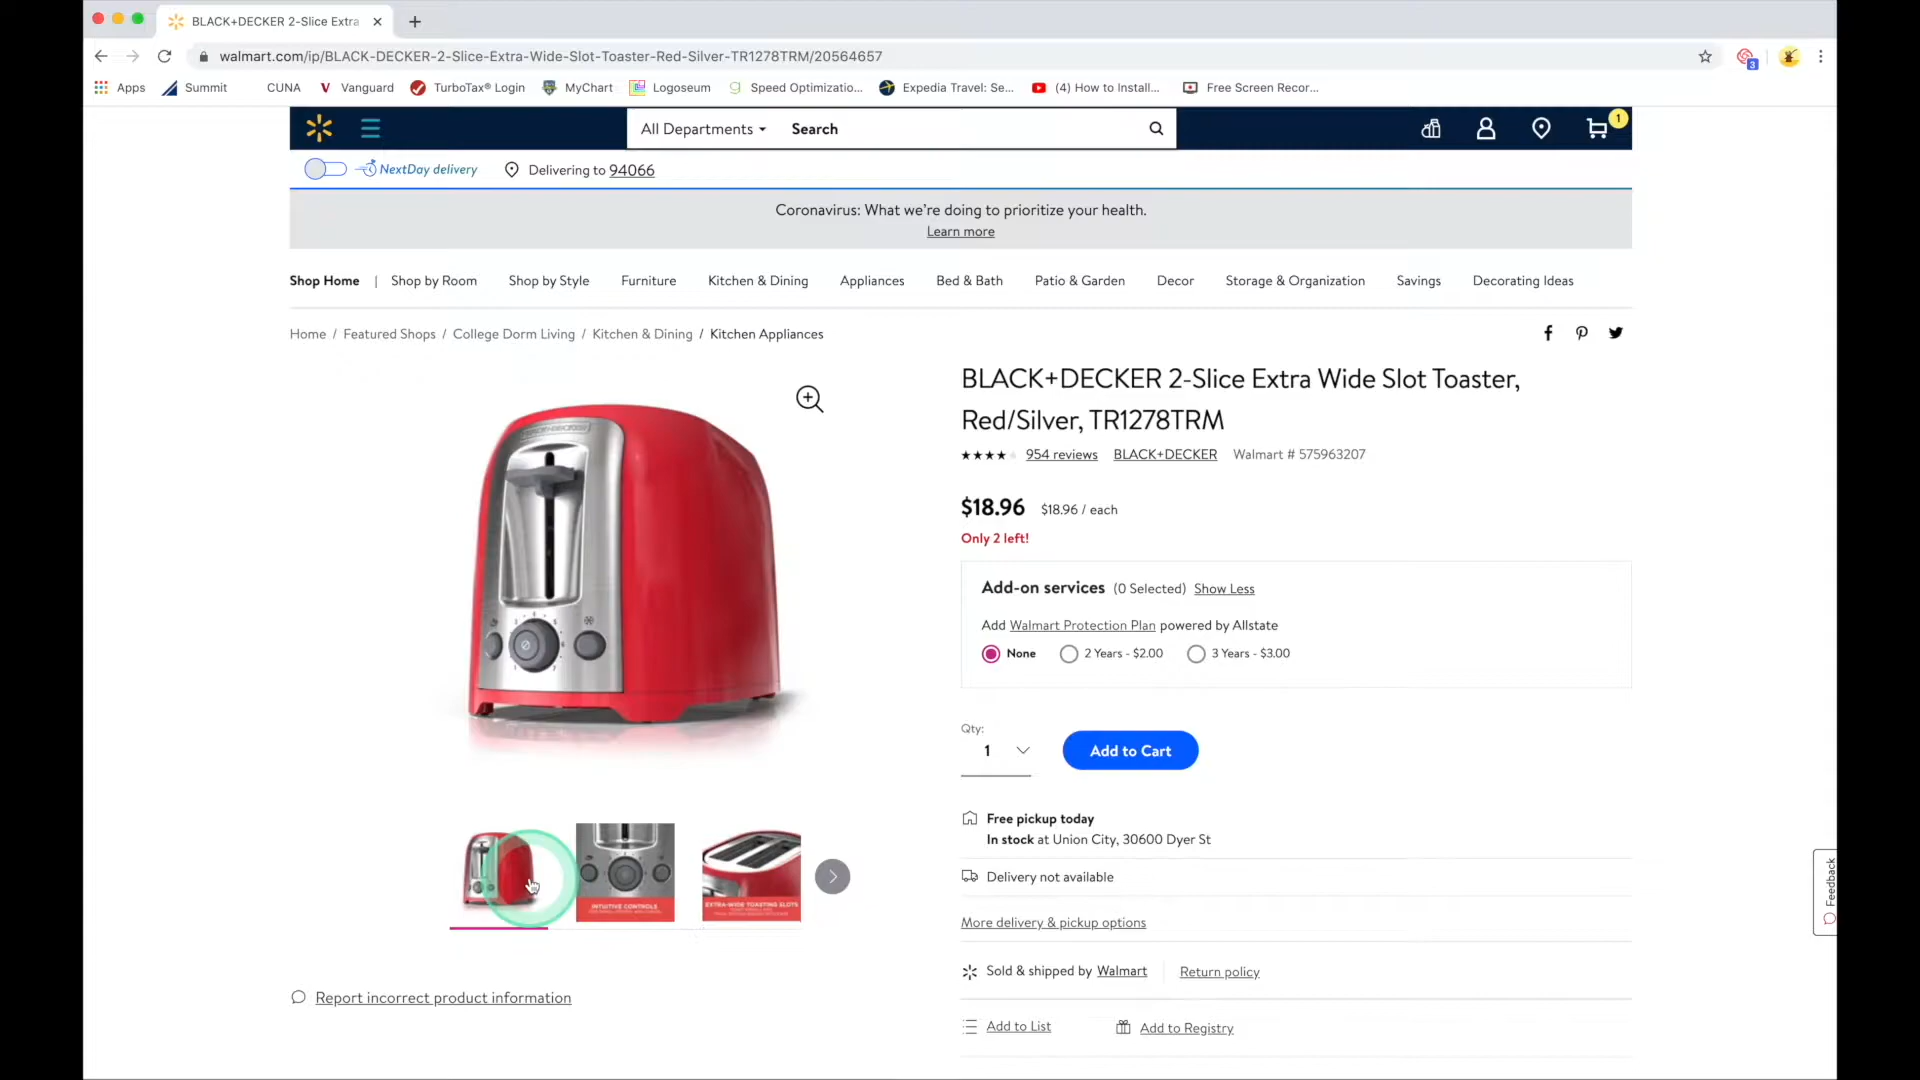 BLACK+DECKER 2-Slice Extra
walmart.com/ip/BLACK-DECKER-2-Slice-Extra-Wide-Slot-Toaster-Red-Silver-TR1278TRM/20564657
3
Apps Summit CUNA Vanguard TurboTax® Login MyChart Logoseum Speed Optimizatio... Expedia Travel: Se... (4) How to Install... Free Screen Recor...
All Departments Search
1
NextDay delivery Delivering to 94066
Coronavirus: What we're doing to prioritize your health.
Learn more
Shop Home | Shop by Room Shop by Style Furniture Kitchen & Dining Appliances Bed & Bath Patio & Garden Decor Storage & Organization Savings Decorating Ideas
Home / Featured Shops / College Dorm Living / Kitchen & Dining / Kitchen Appliances
BLACK+DECKER 2-Slice Extra Wide Slot Toaster,
Red/Silver, TR1278TRM
954 reviews BLACK+DECKER Walmart # 575963207
$18.96 $18.96 / each
Only 2 left!
Add-on services (0 Selected) Show Less
Add Walmart Protection Plan powered by Allstate
None 2 Years - $2.00 3 Years - $3.00
Qty:
1 Add to Cart
Free pickup today
In stock at Union City, 30600 Dyer St
Delivery not available
More delivery & pickup options
Sold & shipped by Walmart Return policy
Add to List Add to Registry
INTUITIVE CONTROLS
EXTRA-WIDE TOASTING SLOTS
Report incorrect product information
Feedback